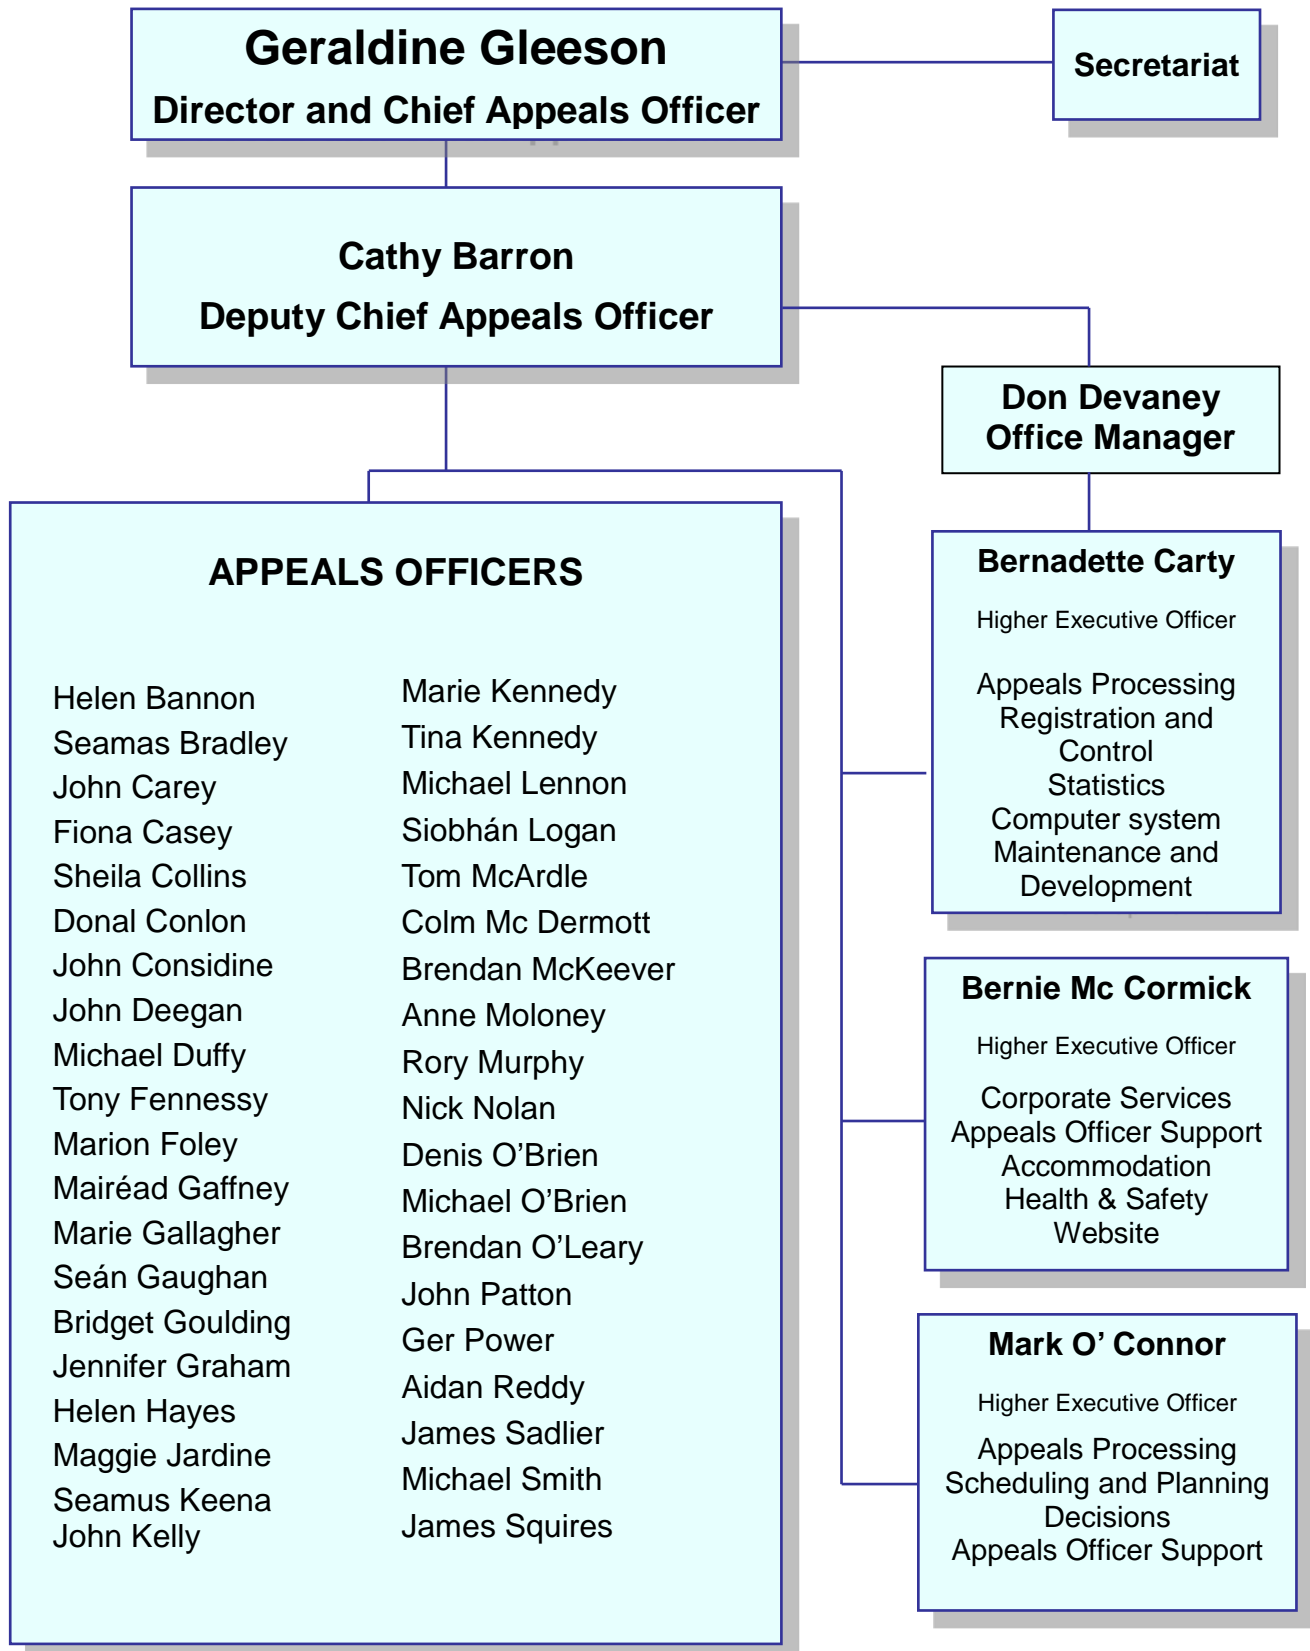 Geraldine Gleeson
Director and Chief Appeals Officer
Secretariat
Cathy Barron
Deputy Chief Appeals Officer
Don Devaney
Office Manager
APPEALS OFFICERS
Helen Bannon
Seamas Bradley
John Carey
Fiona Casey
Sheila Collins
Donal Conlon
John Considine
John Deegan
Michael Duffy
Tony Fennessy
Marion Foley
Mairéad Gaffney
Marie Gallagher
Seán Gaughan
Bridget Goulding
Jennifer Graham
Helen Hayes
Maggie Jardine
Seamus Keena
John Kelly
Marie Kennedy
Tina Kennedy
Michael Lennon
Siobhán Logan
Tom McArdle
Colm Mc Dermott
Brendan McKeever
Anne Moloney
Rory Murphy
Nick Nolan
Denis O’Brien
Michael O’Brien
Brendan O’Leary
John Patton
Ger Power
Aidan Reddy
James Sadlier
Michael Smith
James Squires
Bernadette Carty
Higher Executive Officer
Appeals Processing
Registration and
Control
Statistics
Computer system
Maintenance and
Development
Bernie Mc Cormick
Higher Executive Officer
Corporate Services
Appeals Officer Support
Accommodation
Health & Safety
Website
Mark O’ Connor
Higher Executive Officer
Appeals Processing
Scheduling and Planning
Decisions
Appeals Officer Support